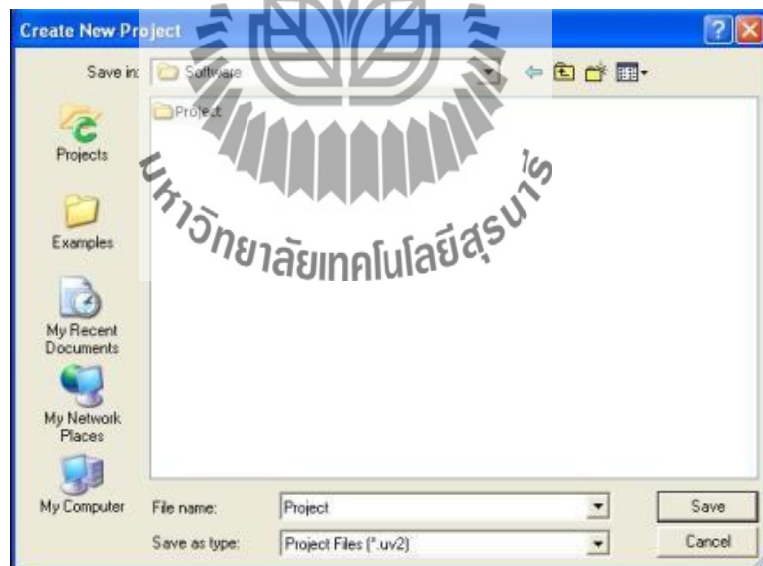 Create New Project
Save in:
Software
Project
Projects
Examples
My Recent
Documents
My Network
Places
My Computer
File name:
Project
Save
Save as type:
Project Files (*.uv2)
Cancel
มหาวิทยาลัยเทคโนโลยีสุรนารี